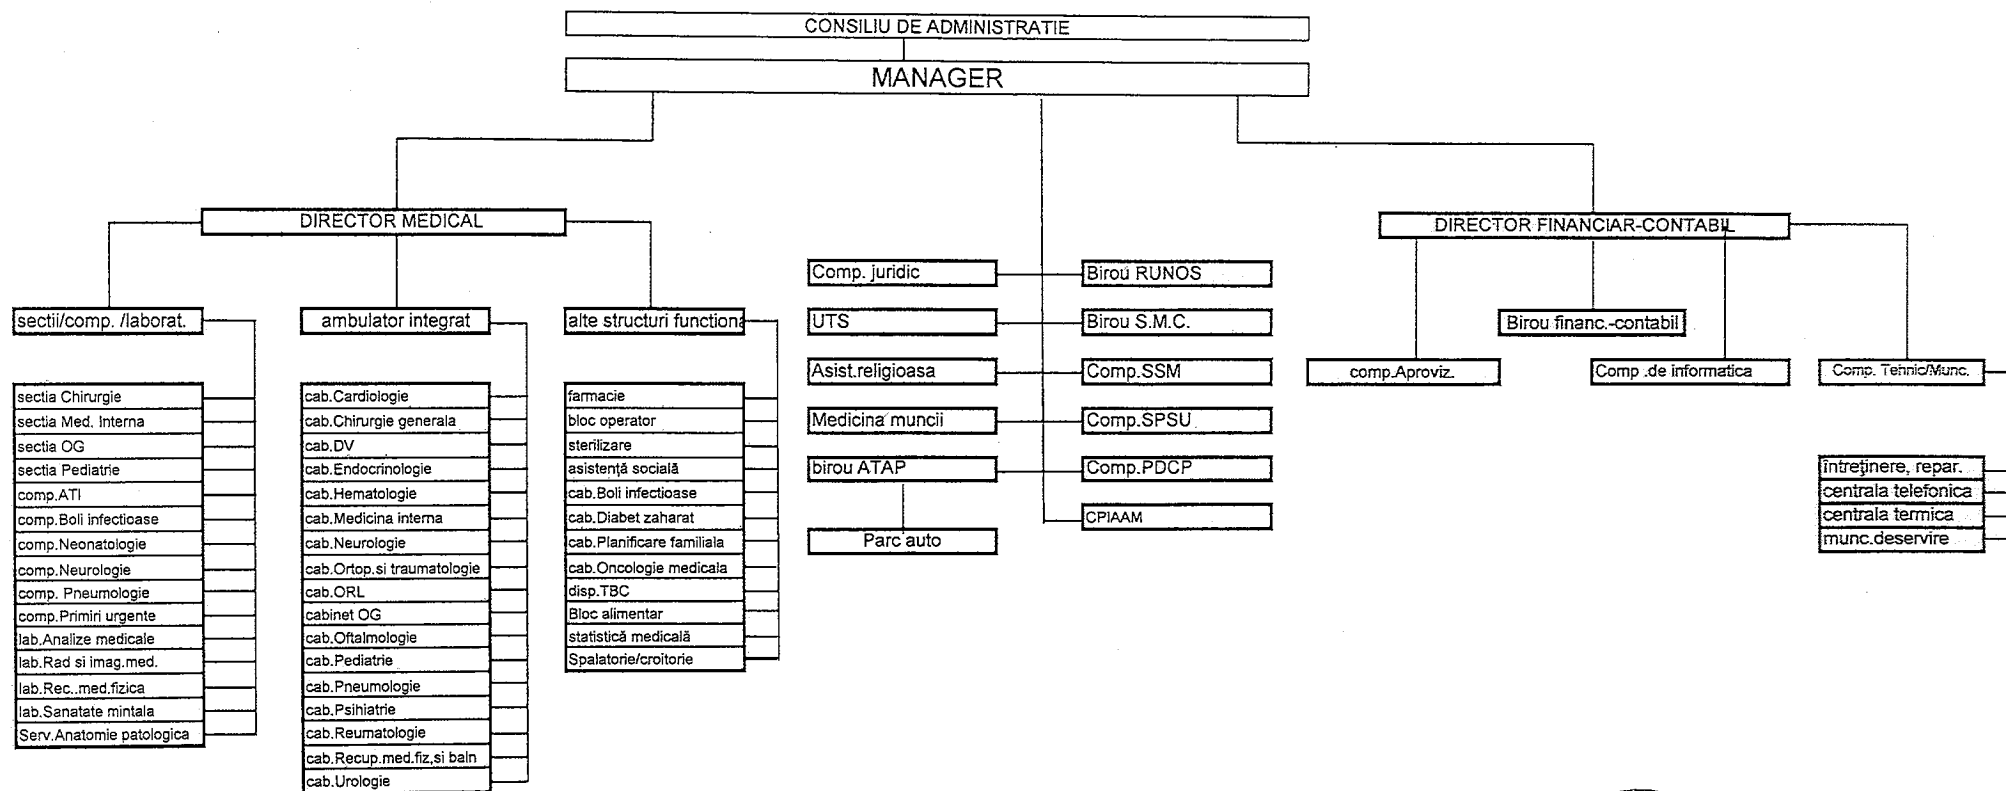 CONSILIU DE ADMINISTRATIE
MANAGER
DIRECTOR MEDICAL
DIRECTOR FINANCIAR-CONTABIL
sectii/comp. /laborat.
sectia Chirurgie
sectia Med. Interna
sectia OG
sectia Pediatrie
comp.ATI
comp.Boli infectioase
comp.Neonatologie
comp.Neurologie
comp. Pneumologie
comp.Primiri urgente
lab.Analize medicale
lab.Rad si imag.med.
lab.Rec..med.fizica
lab.Sanatate mintala
Serv.Anatomie patologica
ambulator integrat
cab.Cardiologie
cab.Chirurgie generala
cab.DV
cab.Endocrinologie
cab.Hematologie
cab.Medicina interna
cab.Neurologie
cab.Ortop.si traumatologie
cab.ORL
cabinet OG
cab.Oftalmologie
cab.Pediatrie
cab.Pneumologie
cab.Psihiatrie
cab.Reumatologie
cab.Recup.med.fiz,si baln
cab.Urologie
alte structuri functiona
farmacie
bloc operator
sterilizare
asistență socială
cab.Boli infectioase
cab.Diabet zaharat
cab.Planificare familiala
cab.Oncologie medicala
disp.TBC
Bloc alimentar
statistică medicală
Spalatorie/croitorie
Comp. juridic
Birou RUNOS
UTS
Birou S.M.C.
Asist.religioasa
Comp.SSM
Medicina muncii
Comp.SPSU
birou ATAP
Comp.PDCP
Parc auto
CPIAAM
Birou financ.-contabil
comp.Aproviz.
Comp .de informatica
Comp. Tehnic/Munc.
întreţinere, repar.
centrala telefonica
centrala termica
munc.deservire